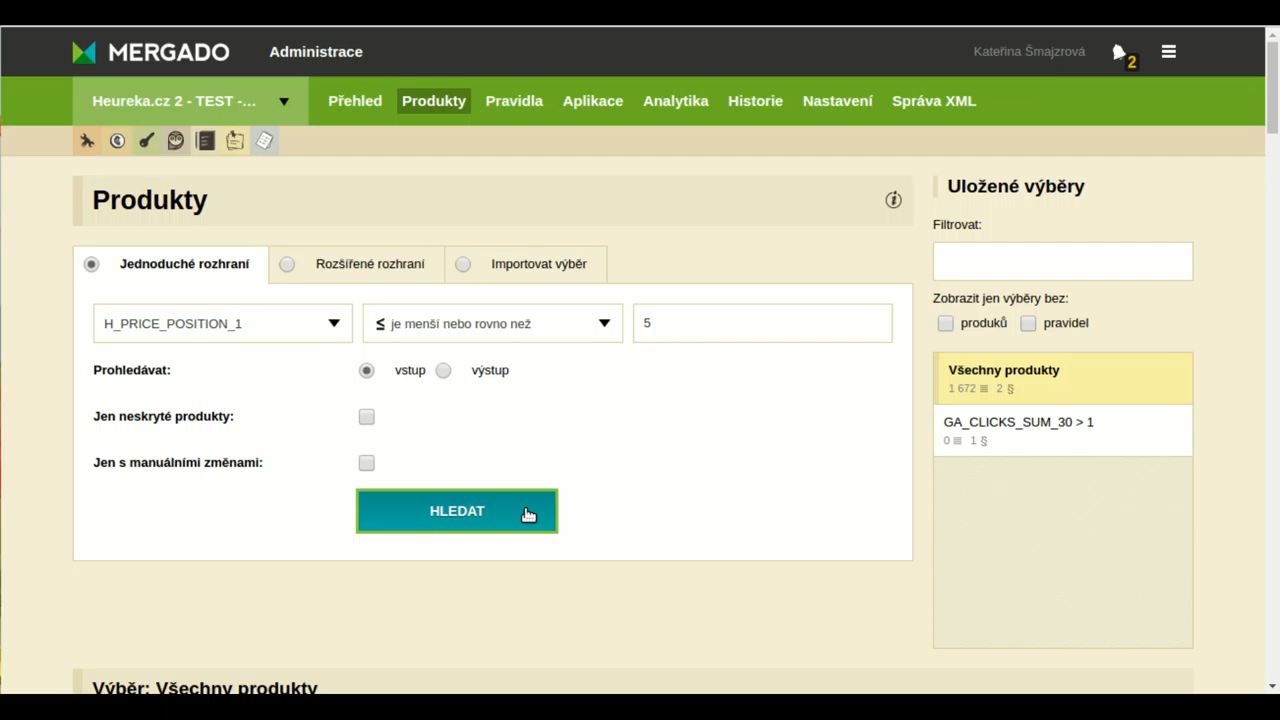 MERGADO
Administrace
Kateřina Šmajzrová
2
Heureka.cz 2 - TEST -...
Přehled
Produkty
Pravidla
Aplikace
Analytika
Historie
Nastavení
Správa XML
Produkty
Jednoduché rozhraní
Rozšířené rozhraní
Importovat výběr
H_PRICE_POSITION_1
≤ je menší nebo rovno než
5
Prohledávat:
vstup
výstup
Jen neskryté produkty:
Jen s manuálními změnami:
HLEDAT
Uložené výběry
Filtrovat:
Zobrazit jen výběry bez:
produků
pravidel
Všechny produkty
1 672 ≡ 2 §
GA_CLICKS_SUM_30 > 1
0 ≡ 1 §
Výběr: Všechny produkty